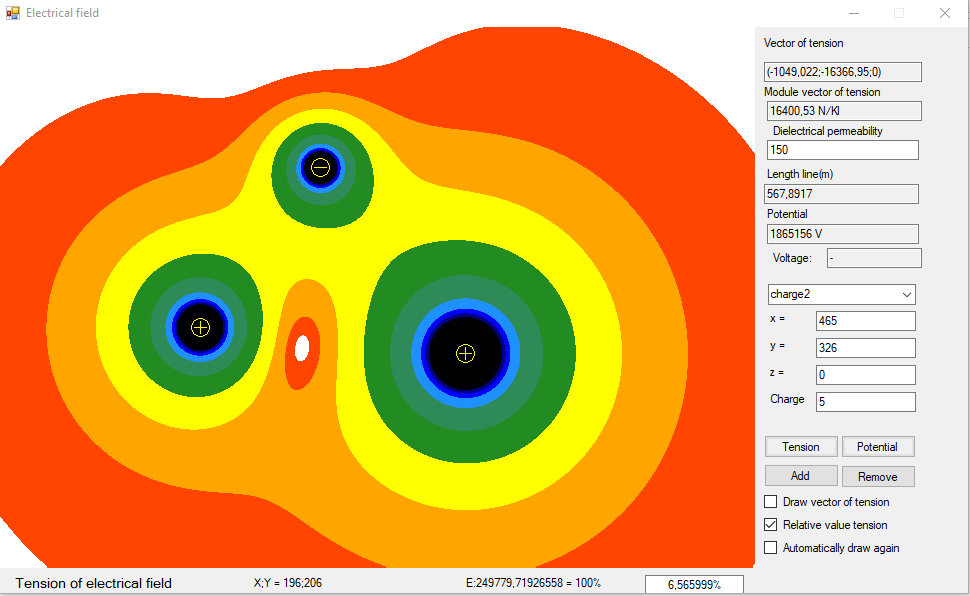 Electrical field
Vector of tension
(-1049,022;-16366,95;0)
Module vector of tension
16400,53 N/Kl
Dielectrical permeability
150
Length line(m)
567,8917
Potential
1865156 V
Voltage: -
charge2
x = 465
y = 326
z = 0
Charge 5
Tension Potential
Add Remove
Draw vector of tension
Relative value tension
Automatically draw again
Tension of electrical field X;Y = 196;206 E:249779,71926558 = 100% 6,565999%